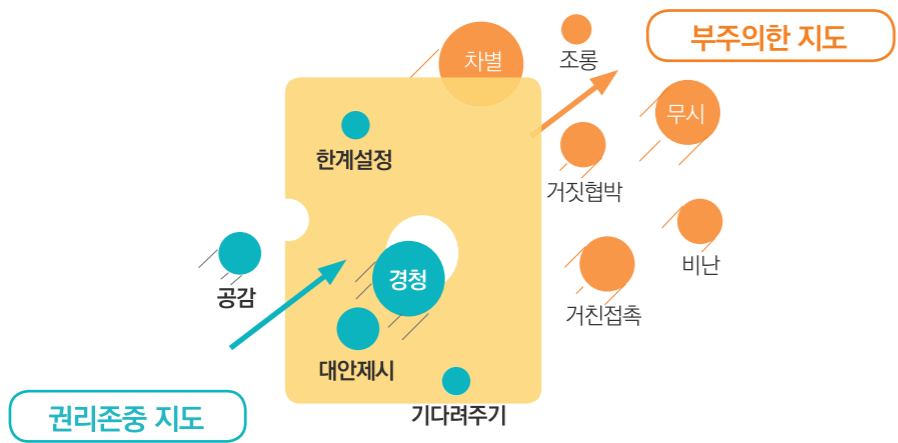 부주의한 지도
차별
조롱
무시
한계설정
거짓협박
공감
경청
비난
거친접촉
대안제시
기다려주기
권리존중 지도